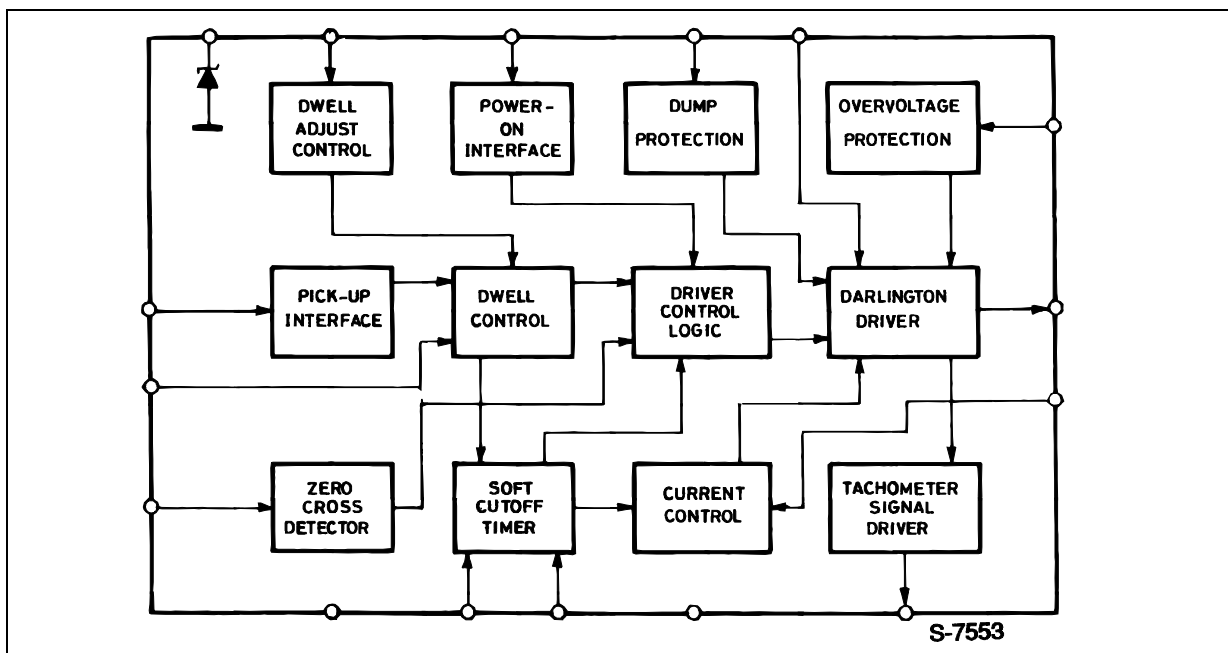 DWELL
ADJUST
CONTROL
POWER-
ON
INTERFACE
DUMP
PROTECTION
OVERVOLTAGE
PROTECTION
PICK-UP
INTERFACE
DWELL
CONTROL
DRIVER
CONTROL
LOGIC
DARLINGTON
DRIVER
ZERO
CROSS
DETECTOR
SOFT
CUTOFF
TIMER
CURRENT
CONTROL
TACHOMETER
SIGNAL
DRIVER
S-7553